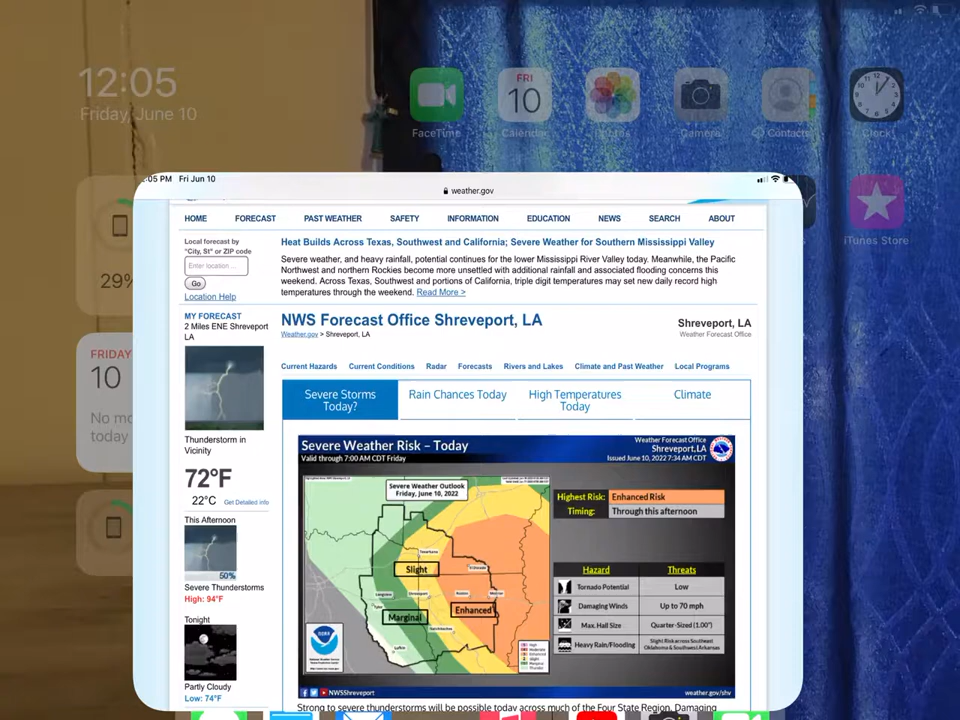 12:05
Friday, June 10
FaceTime
FRI
10
Calendar
Photos
Camera
Contacts
Clock
iTunes Store
29%
FRIDAY
10
No mo
today
:05 PM Fri Jun 10
weather.gov
HOME FORECAST PAST WEATHER SAFETY INFORMATION EDUCATION NEWS SEARCH ABOUT
Local forecast by
"City, St" or ZIP code
Enter location ...
Go
Location Help
Heat Builds Across Texas, Southwest and California; Severe Weather for Southern Mississippi Valley
Severe weather, and heavy rainfall, potential continues for the lower Mississippi River Valley today. Meanwhile, the Pacific
Northwest and northern Rockies become more unsettled with additional rainfall and associated flooding concerns this
weekend. Across Texas, Southwest and portions of California, triple digit temperatures may set new daily record high
temperatures through the weekend. Read More >
MY FORECAST
2 Miles ENE Shreveport
LA
Thunderstorm in
Vicinity
72°F
22°C Get Detailed info
This Afternoon
50%
Severe Thunderstorms
High: 94°F
Tonight
Partly Cloudy
Low: 74°F
NWS Forecast Office Shreveport, LA
Weather.gov > Shreveport, LA
Shreveport, LA
Weather Forecast Office
Current Hazards Current Conditions Radar Forecasts Rivers and Lakes Climate and Past Weather Local Programs
Severe Storms
Today?
Rain Chances Today
High Temperatures
Today
Climate
Severe Weather Risk – Today
Valid through 7:00 AM CDT Friday
Weather Forecast Office
Shreveport,LA
Issued June 10, 2022 7:34 AM CDT
Severe Weather Outlook
Friday, June 10, 2022
Texarkana
Slight
El Dorado
Longview
Shreveport
Ruston
Monroe
Tyler
Marginal
Enhanced
Natchitoches
Lufkin
NOAA
Highest Risk: Enhanced Risk
Timing: Through this afternoon
Hazard Threats
Tornado Potential Low
Damaging Winds Up to 70 mph
Max. Hail Size Quarter-Sized (1.00")
Heavy Rain/Flooding Slight Risk across Southeast
Oklahoma & Southwest Arkansas
NWSShreveport
weather.gov/shv
Strong to severe thunderstorms will be possible today across much of the Four State Region. Damaging